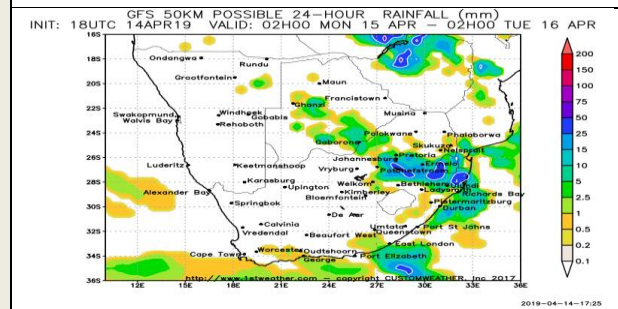 GFS 50KM POSSIBLE 24-HOUR RAINFALL (mm)
INIT: 18UTC 14APR19 VALID: 02H00 MON 15 APR - 02H00 TUE 16 APR
16S
18S
20S
22S
24S
26S
28S
30S
32S
34S
36S
Ondangwa
Rundu
Grootfontein
Maun
Francistown
Ghanzi
Musina
Swakopmund
Windhoek
Gobabis
Walvis Bay
Rehoboth
Polokwane
Phalaborwa
Gaborone
Skukuza
Pretoria
Nelspruit
Johannesburg
Luderitz
Keetmanshoop
Vryburg
Potchefstroom
Ermelo
Karasburg
Upington
Welkom
Bethlehem
Ulundi
Alexander Bay
Kimberley
Ladysmith
Richards Bay
Springbok
Bloemfontein
Pietermaritzburg
Durban
De Aar
Calvinia
Umtata
Port St Johns
Vredendal
Beaufort West
Queenstown
East London
Cape Town
Worcester
Oudtshoorn
George
Port Elizabeth
http://www.1stweather.com - copyright CUSTOMWEATHER, Inc 2017
12E 15E 18E 21E 24E 27E 30E 33E 36E
200
150
100
75
50
25
15
10
5
2.5
1
0.5
0.2
0.1
2019-04-14-17:25